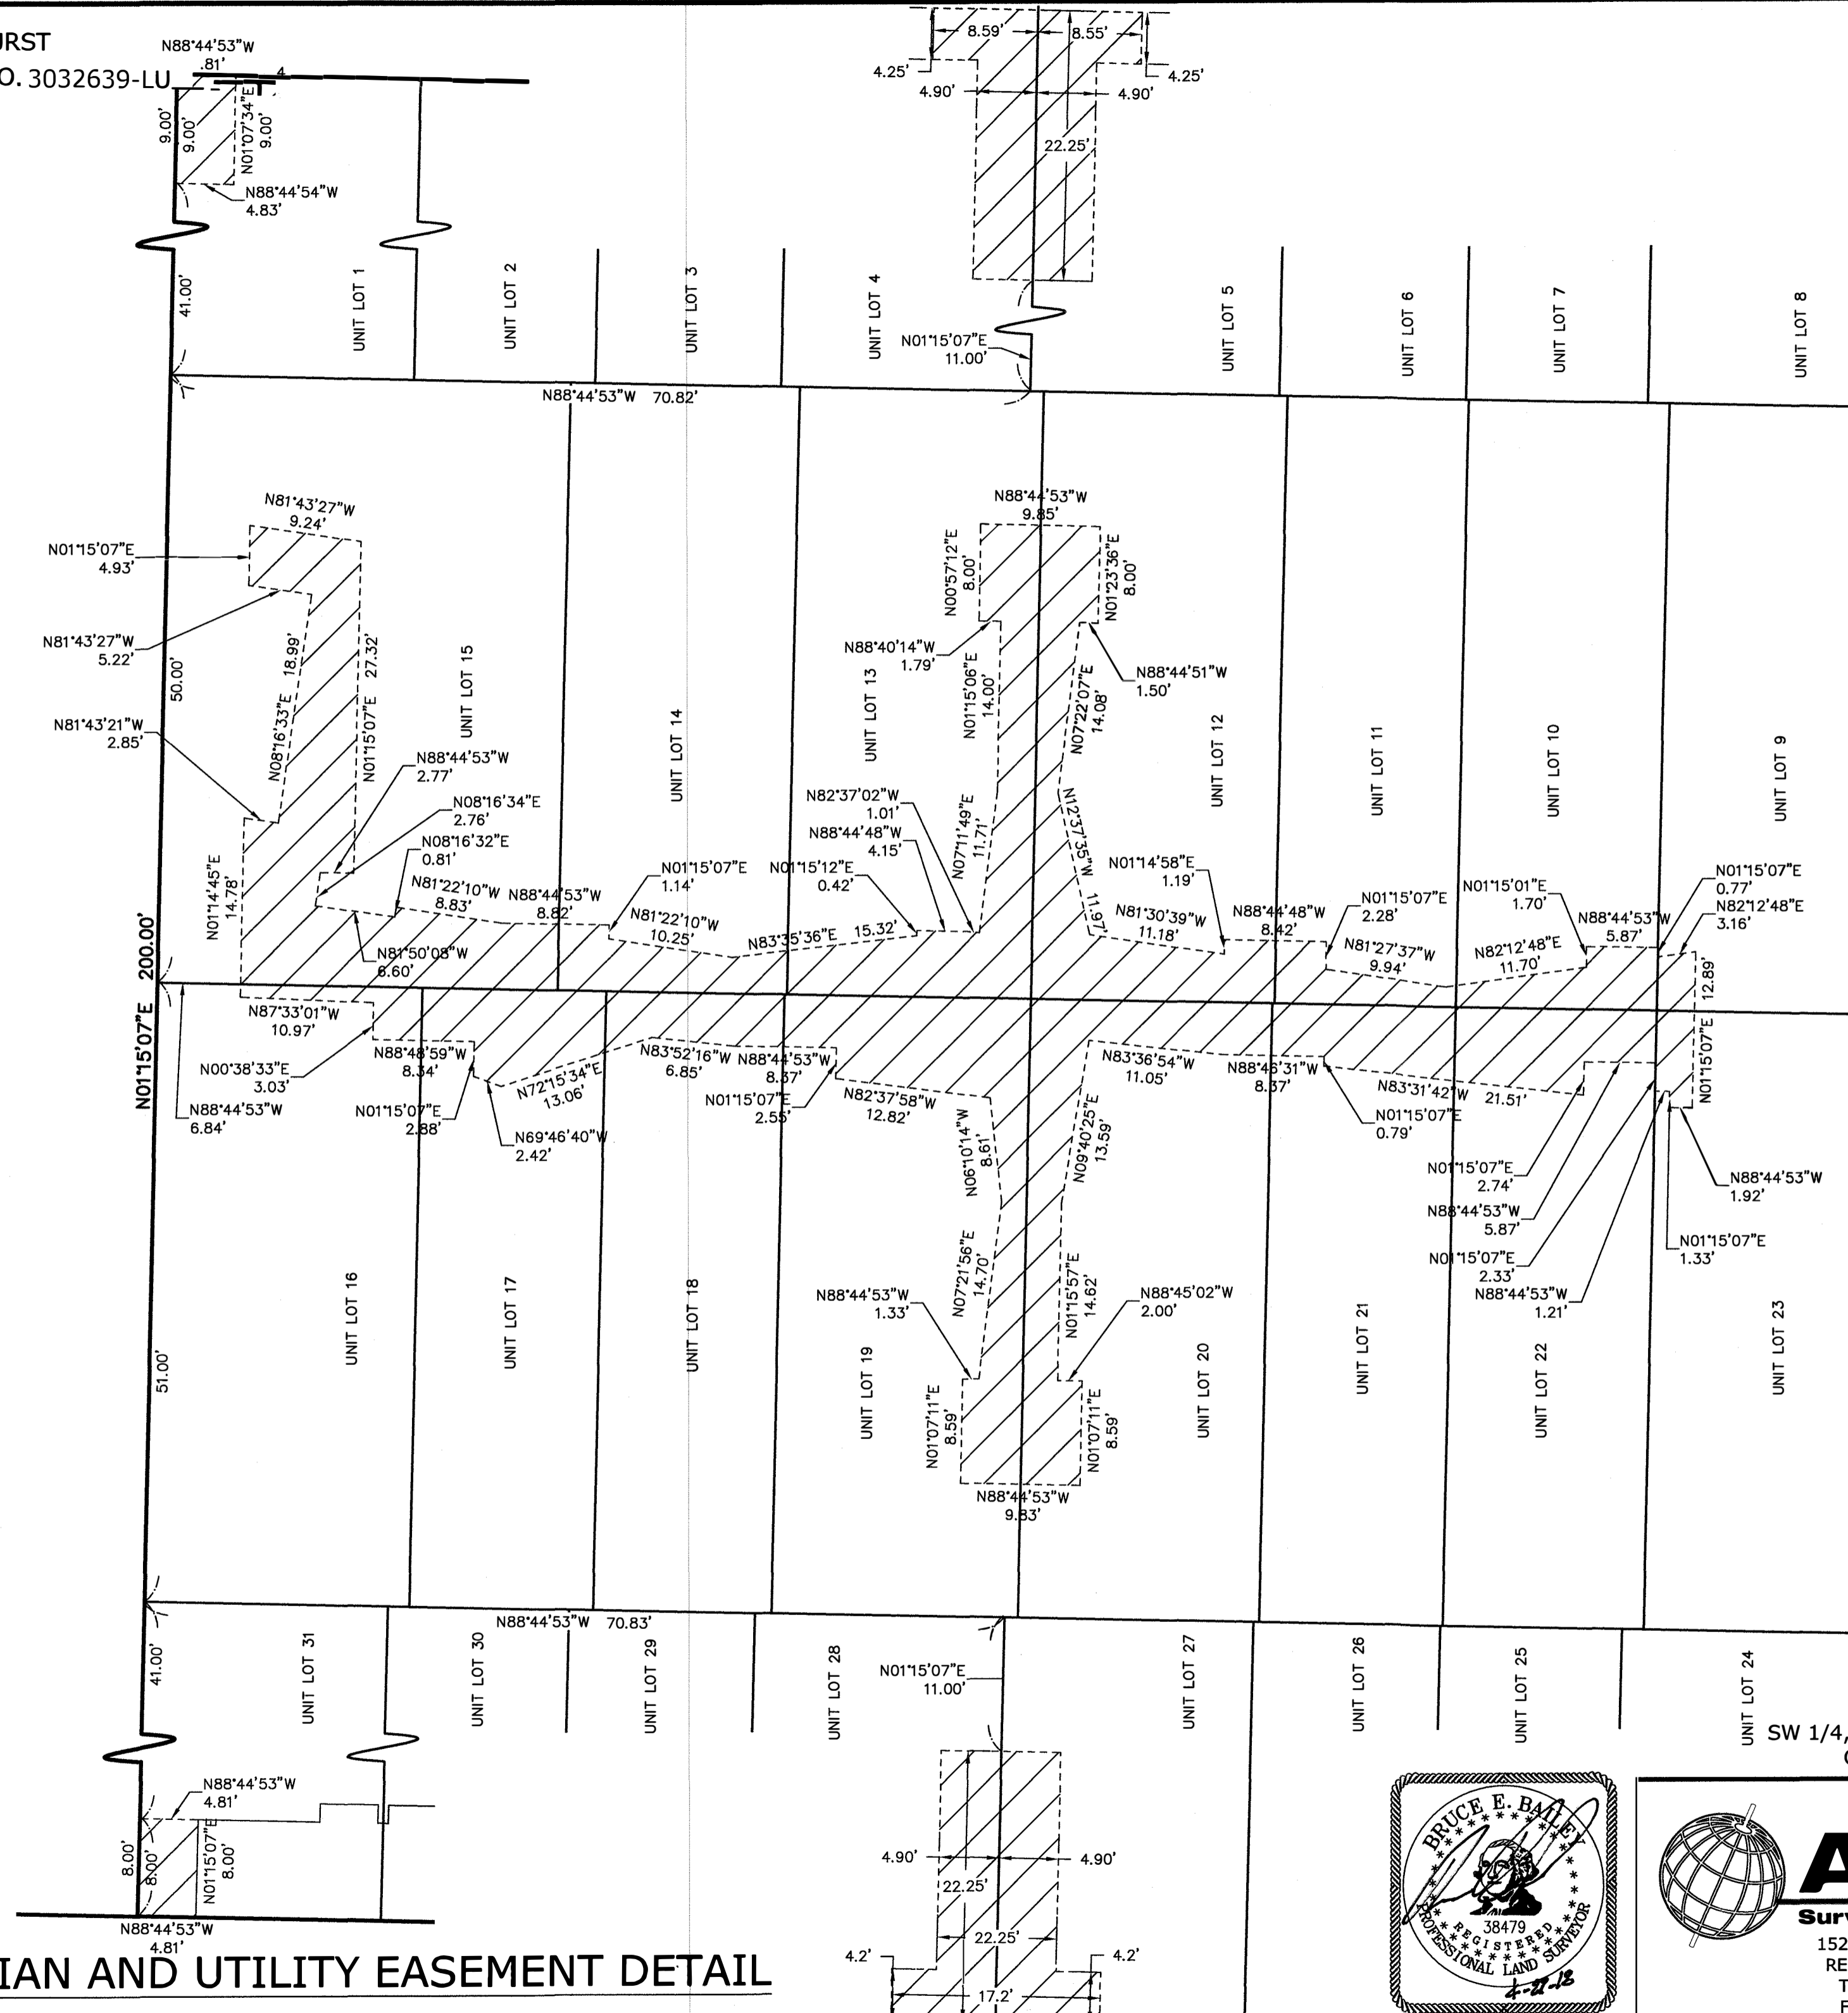 URST
O. 3032639-LU
N88°44'53"W
.81'
4
9.00'
9.00'
N01°07'34"E
9.00'
N88°44'54"W
4.83'
8.59'
8.55'
4.25'
4.25'
4.90'
4.90'
22.25'
41.00'
UNIT LOT 1
UNIT LOT 2
UNIT LOT 3
UNIT LOT 4
N01°15'07"E
11.00'
UNIT LOT 5
UNIT LOT 6
UNIT LOT 7
UNIT LOT 8
N88°44'53"W 70.82'
N81°43'27"W
9.24'
N01°15'07"E
4.93'
N81°43'27"W
5.22'
50.00'
N08°16'33"E 18.99'
N01°15'07"E 27.32'
UNIT LOT 15
N81°43'21"W
2.85'
N88°44'53"W
2.77'
N08°16'34"E
2.76'
N08°16'32"E
0.81'
N81°22'10"W
8.83'
N88°44'53"W
8.82'
N01°14'45"E
14.78'
N81°50'08"W
6.60'
UNIT LOT 14
N01°15'07"E
1.14'
N81°22'10"W
10.25'
N83°35'36"E 15.32'
N01°15'12"E
0.42'
N88°44'48"W
4.15'
N82°37'02"W
1.01'
UNIT LOT 13
N88°44'53"W
9.85'
N00°57'12"E
8.00'
N01°23'36"E
8.00'
N88°40'14"W
1.79'
N88°44'51"W
1.50'
N01°15'06"E
14.00'
N07°22'07"E
14.08'
N07°11'49"E
11.71'
N12°37'35"W 11.97'
UNIT LOT 12
N01°14'58"E
1.19'
N81°30'39"W
11.18'
N88°44'48"W
8.42'
UNIT LOT 11
N01°15'07"E
2.28'
N81°27'37"W
9.94'
UNIT LOT 10
N01°15'01"E
1.70'
N82°12'48"E
11.70'
N88°44'53"W
5.87'
UNIT LOT 9
N01°15'07"E
0.77'
N82°12'48"E
3.16'
N01°15'07"E 12.89'
N01°15'07"E 200.00'
N87°33'01"W
10.97'
N00°38'33"E
3.03'
N88°44'53"W
6.84'
N88°48'59"W
8.34'
N01°15'07"E
2.88'
N69°46'40"W
2.42'
N72°15'34"E
13.06'
N83°52'16"W
6.85'
N88°44'53"W
8.37'
N01°15'07"E
2.55'
N82°37'58"W
12.82'
N06°10'14"W
8.61'
N09°40'25"E
13.59'
N83°36'54"W
11.05'
N88°46'31"W
8.37'
N01°15'07"E
0.79'
N83°31'42"W 21.51'
N01°15'07"E
2.74'
N88°44'53"W
5.87'
N01°15'07"E
2.33'
N88°44'53"W
1.21'
N01°15'07"E
1.33'
N88°44'53"W
1.92'
UNIT LOT 16
UNIT LOT 17
UNIT LOT 18
UNIT LOT 19
N07°21'56"E
14.70'
N01°15'57"E
14.62'
N88°44'53"W
1.33'
N88°45'02"W
2.00'
N01°07'11"E
8.59'
N01°07'11"E
8.59'
N88°44'53"W
9.83'
UNIT LOT 20
UNIT LOT 21
UNIT LOT 22
UNIT LOT 23
51.00'
N88°44'53"W 70.83'
41.00'
UNIT LOT 31
UNIT LOT 30
UNIT LOT 29
UNIT LOT 28
N01°15'07"E
11.00'
UNIT LOT 27
UNIT LOT 26
UNIT LOT 25
UNIT LOT 24
N88°44'53"W
4.81'
8.00'
8.00'
N01°15'07"E
8.00'
N88°44'53"W
4.81'
4.90'
4.90'
22.25'
22.25'
4.2'
4.2'
17.2'
IAN AND UTILITY EASEMENT DETAIL
BRUCE E. BAILEY
38479
REGISTERED
PROFESSIONAL LAND SURVEYOR
4-22-18
SW 1/4,
A
Surv
152
RE
T
F